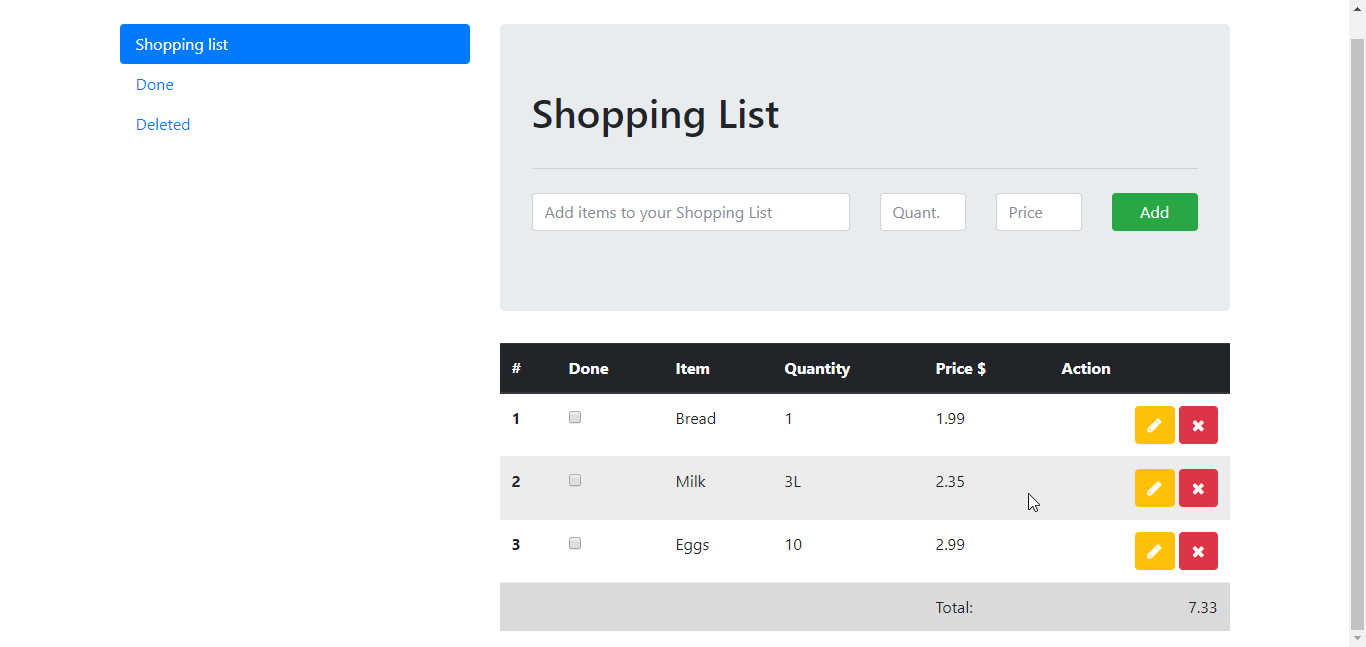 Shopping list
Done
Deleted
Shopping List
Add items to your Shopping List Quant. Price Add
# Done Item Quantity Price $ Action
1 Bread 1 1.99
2 Milk 3L 2.35
3 Eggs 10 2.99
Total: 7.33